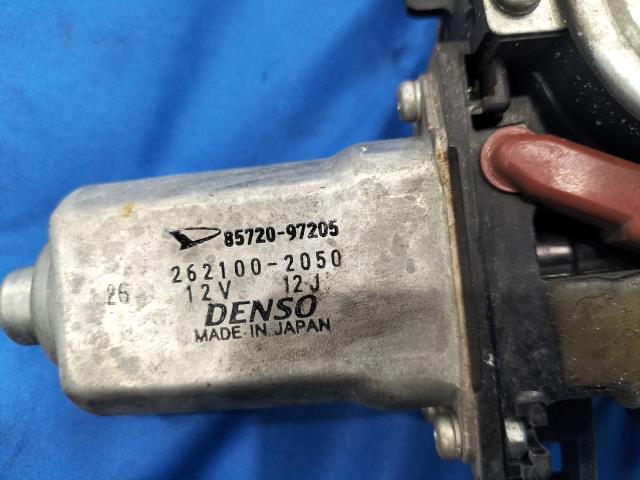 85720-97205
262100-2050
26 12V 12J
DENSO
MADE IN JAPAN